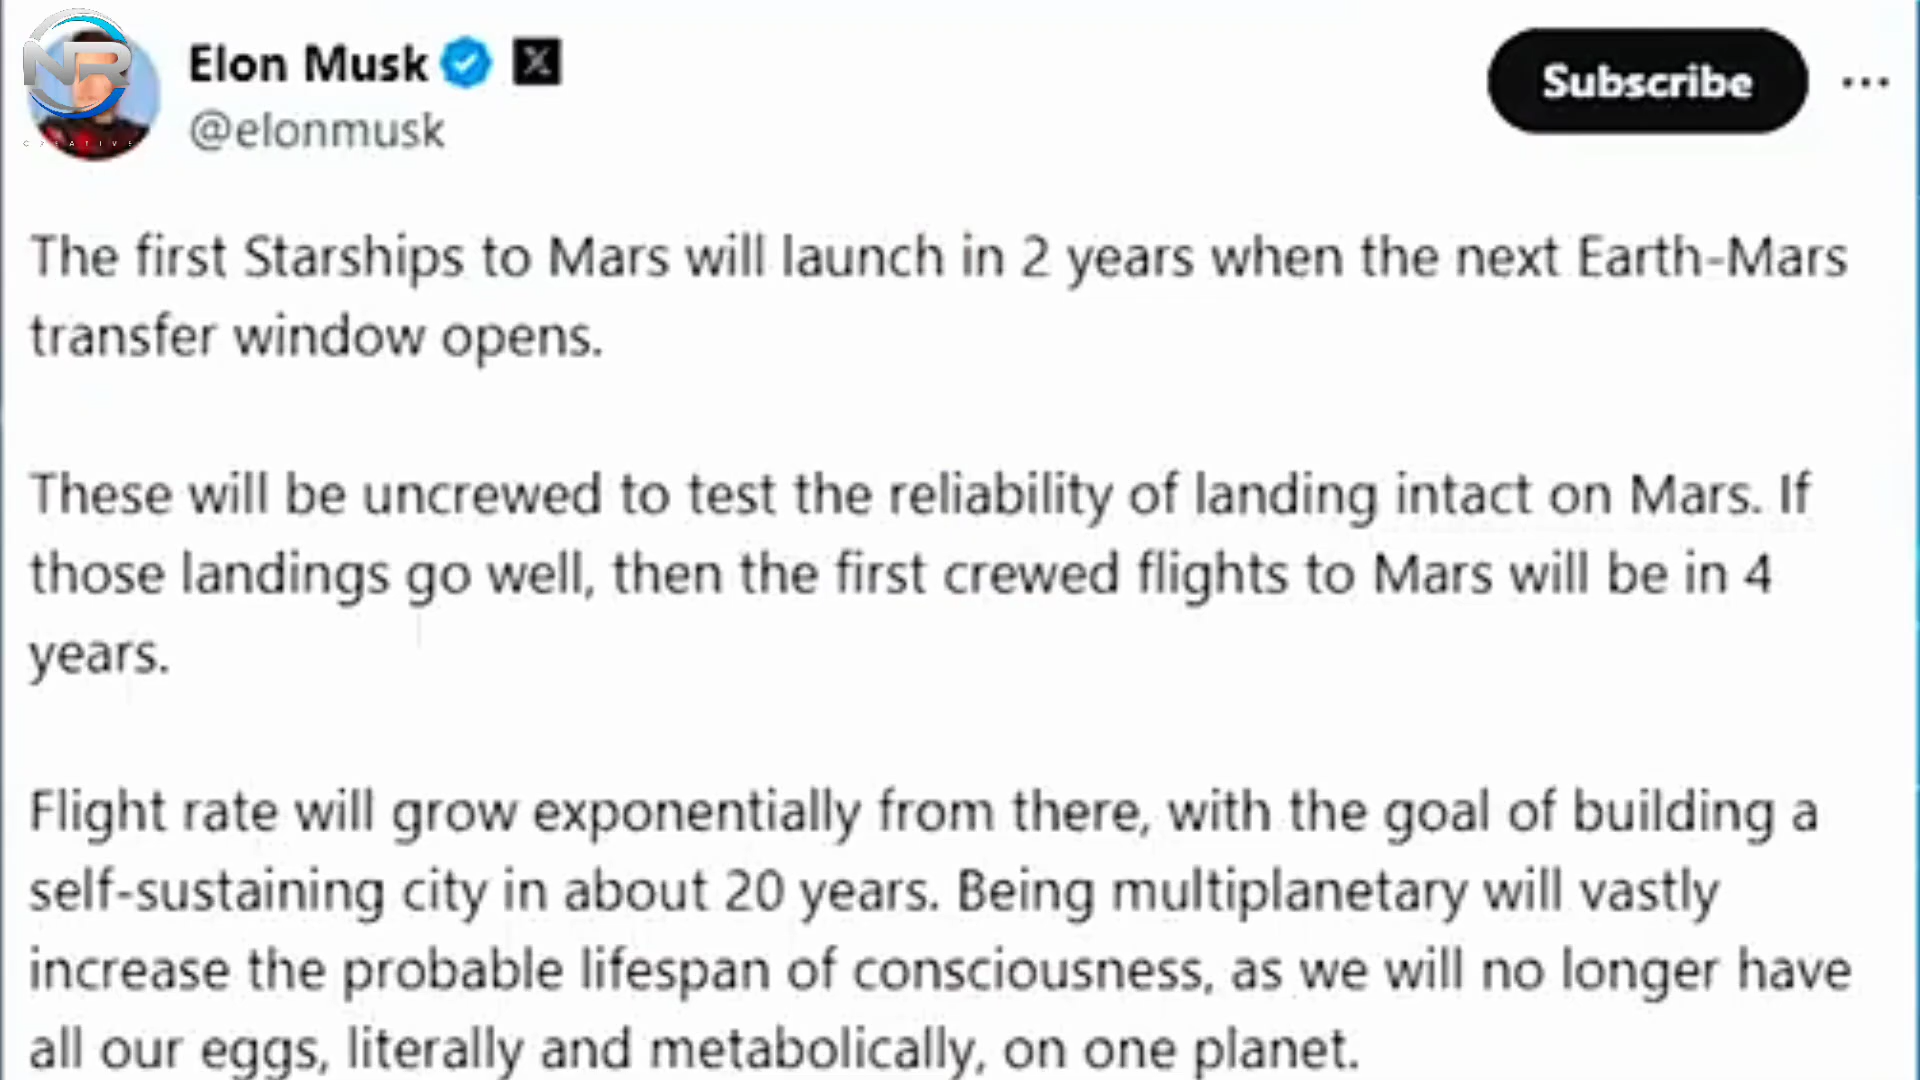 NR
CREATIVE
Elon Musk
@elonmusk
Subscribe
The first Starships to Mars will launch in 2 years when the next Earth-Mars
transfer window opens.
These will be uncrewed to test the reliability of landing intact on Mars. If
those landings go well, then the first crewed flights to Mars will be in 4
years.
Flight rate will grow exponentially from there, with the goal of building a
self-sustaining city in about 20 years. Being multiplanetary will vastly
increase the probable lifespan of consciousness, as we will no longer have
all our eggs, literally and metabolically, on one planet.